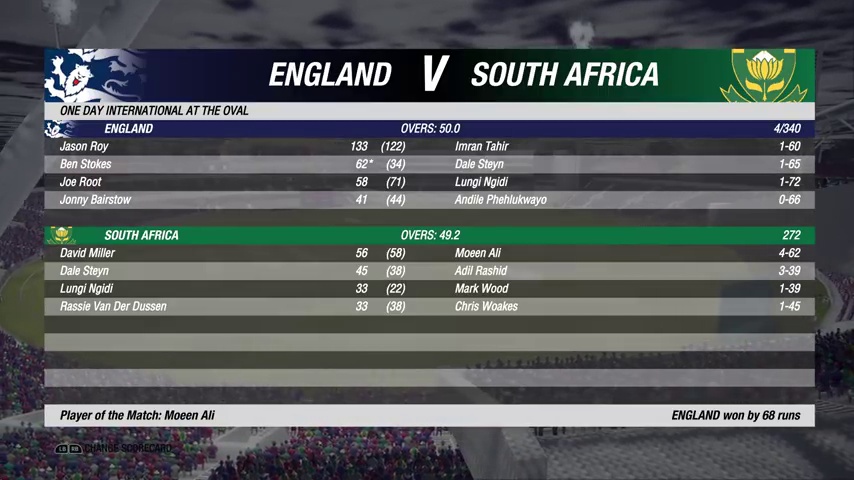 ENGLAND V SOUTH AFRICA
ONE DAY INTERNATIONAL AT THE OVAL
ENGLAND OVERS: 50.0 4/340
Jason Roy 133 (122) Imran Tahir 1-60
Ben Stokes 62* (34) Dale Steyn 1-65
Joe Root 58 (71) Lungi Ngidi 1-72
Jonny Bairstow 41 (44) Andile Phehlukwayo 0-66
SOUTH AFRICA OVERS: 49.2 272
David Miller 56 (58) Moeen Ali 4-62
Dale Steyn 45 (38) Adil Rashid 3-39
Lungi Ngidi 33 (22) Mark Wood 1-39
Rassie Van Der Dussen 33 (38) Chris Woakes 1-45
Player of the Match: Moeen Ali ENGLAND won by 68 runs
LB RB CHANGE SCORECARD